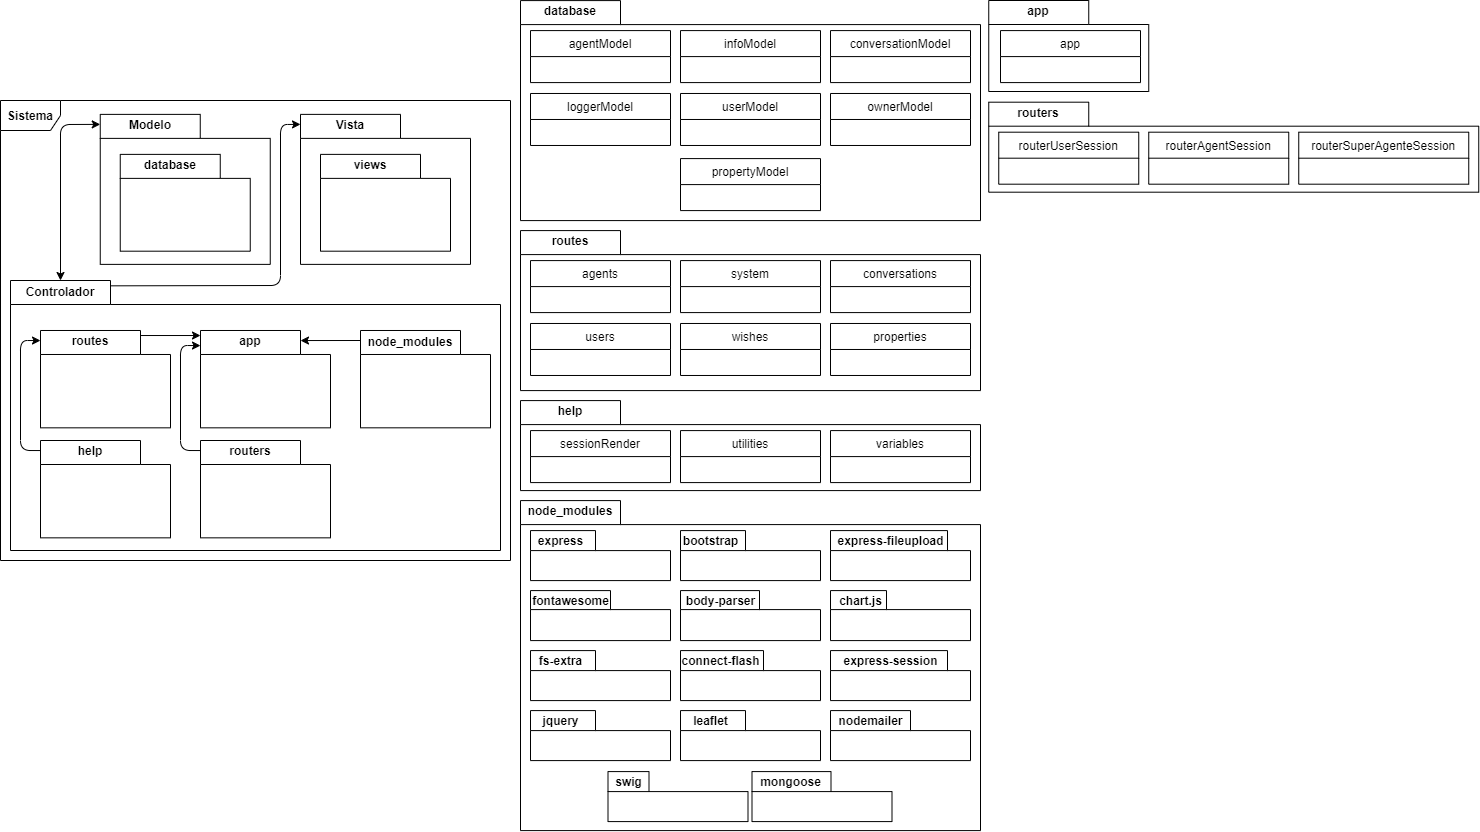 Sistema
Modelo
database
Vista
views
Controlador
routes
app
node_modules
help
routers
database
agentModel
infoModel
conversationModel
loggerModel
userModel
ownerModel
propertyModel
routes
agents
system
conversations
users
wishes
properties
help
sessionRender
utilities
variables
node_modules
express
bootstrap
express-fileupload
fontawesome
body-parser
chart.js
fs-extra
connect-flash
express-session
jquery
leaflet
nodemailer
swig
mongoose
app
app
routers
routerUserSession
routerAgentSession
routerSuperAgenteSession